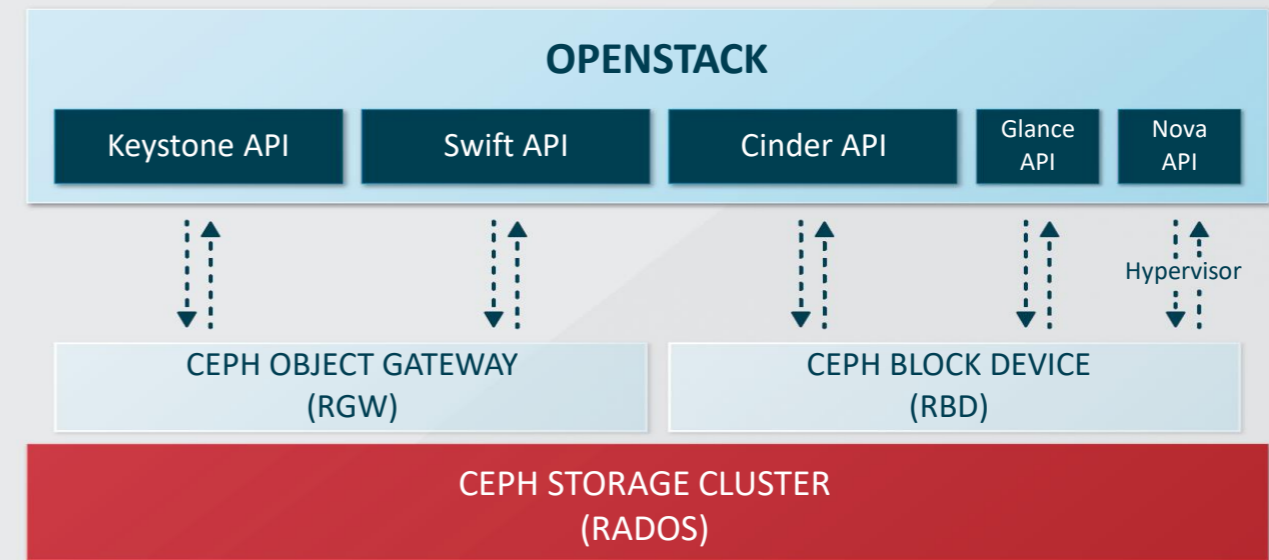 OPENSTACK
Keystone API
Swift API
Cinder API
Glance
API
Nova
API
Hypervisor
CEPH OBJECT GATEWAY
(RGW)
CEPH BLOCK DEVICE
(RBD)
CEPH STORAGE CLUSTER
(RADOS)